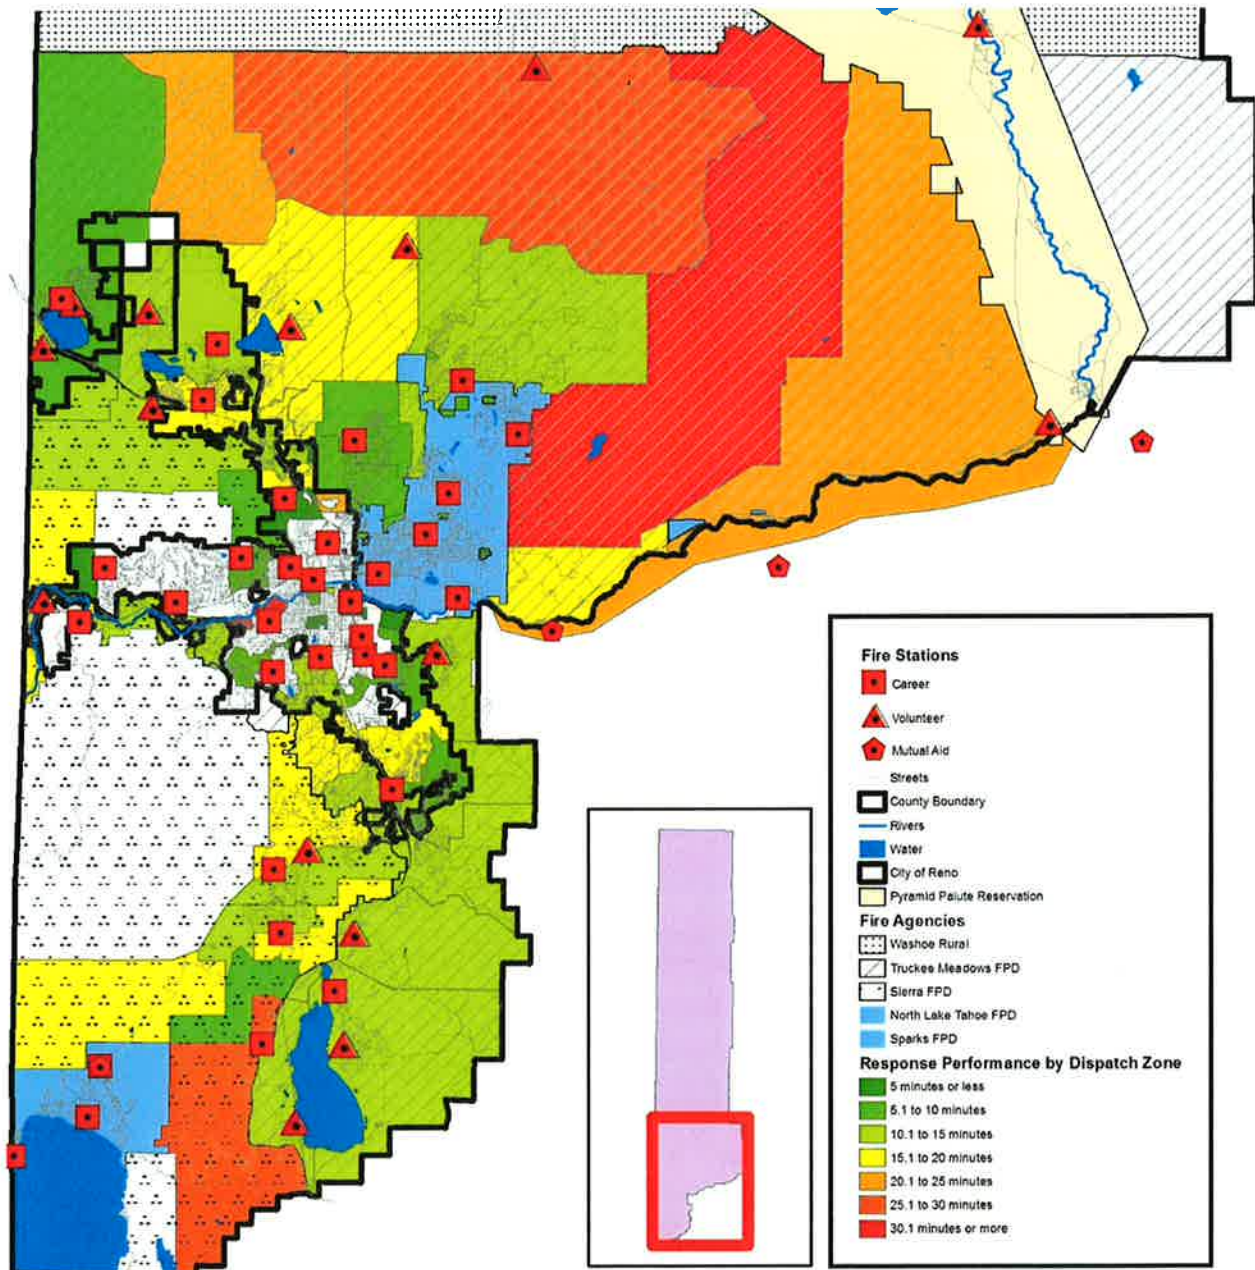 Fire Stations
Career
Volunteer
Mutual Aid
Streets
County Boundary
Rivers
Water
City of Reno
Pyramid Paiute Reservation
Fire Agencies
Washoe Rural
Truckee Meadows FPD
Sierra FPD
North Lake Tahoe FPD
Sparks FPD
Response Performance by Dispatch Zone
5 minutes or less
5.1 to 10 minutes
10.1 to 15 minutes
15.1 to 20 minutes
20.1 to 25 minutes
25.1 to 30 minutes
30.1 minutes or more